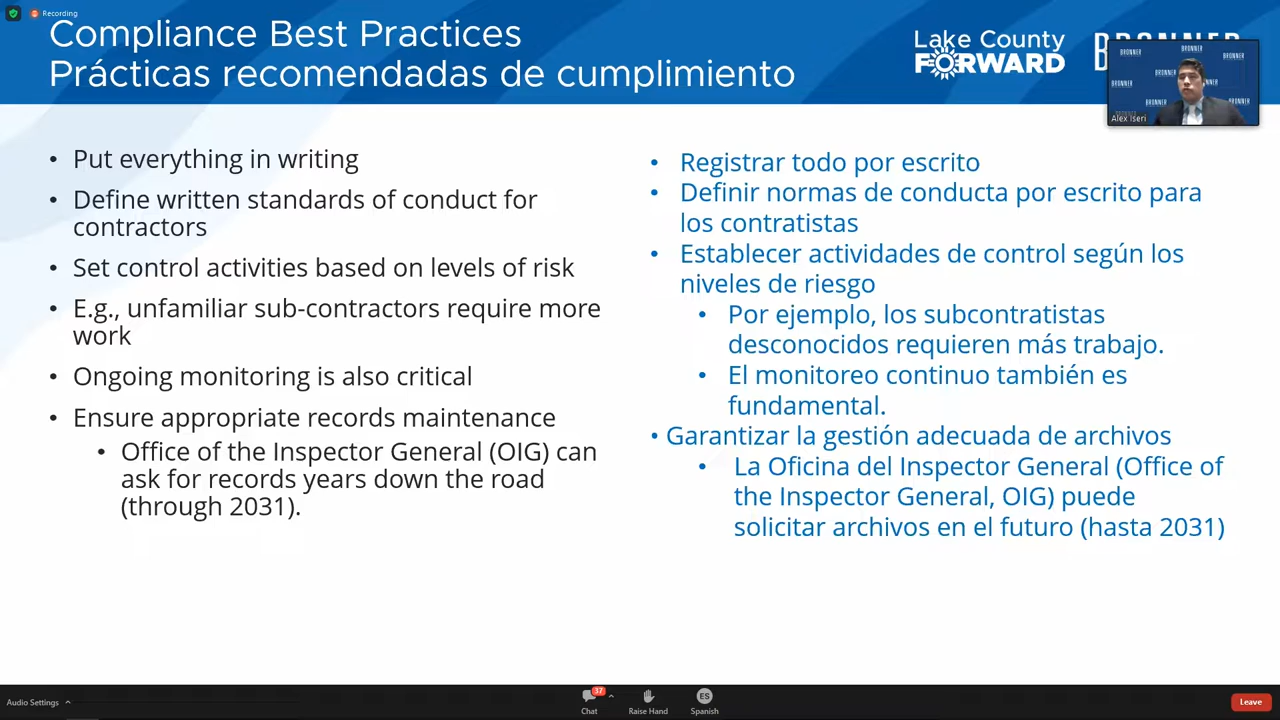 Recording
Compliance Best Practices
Prácticas recomendadas de cumplimiento
Lake County
FORWARD
BRONNER
BRONNER
BRONNER
BRONNER
BRONNER
BRONNER
BRONNER
Alex Iseri
• Put everything in writing
• Define written standards of conduct for
contractors
• Set control activities based on levels of risk
• E.g., unfamiliar sub-contractors require more
work
• Ongoing monitoring is also critical
• Ensure appropriate records maintenance
• Office of the Inspector General (OIG) can
ask for records years down the road
(through 2031).
• Registrar todo por escrito
• Definir normas de conducta por escrito para
los contratistas
• Establecer actividades de control según los
niveles de riesgo
• Por ejemplo, los subcontratistas
desconocidos requieren más trabajo.
• El monitoreo continuo también es
fundamental.
• Garantizar la gestión adecuada de archivos
• La Oficina del Inspector General (Office of
the Inspector General, OIG) puede
solicitar archivos en el futuro (hasta 2031)
Audio Settings
37
Chat
Raise Hand
ES
Spanish
Leave